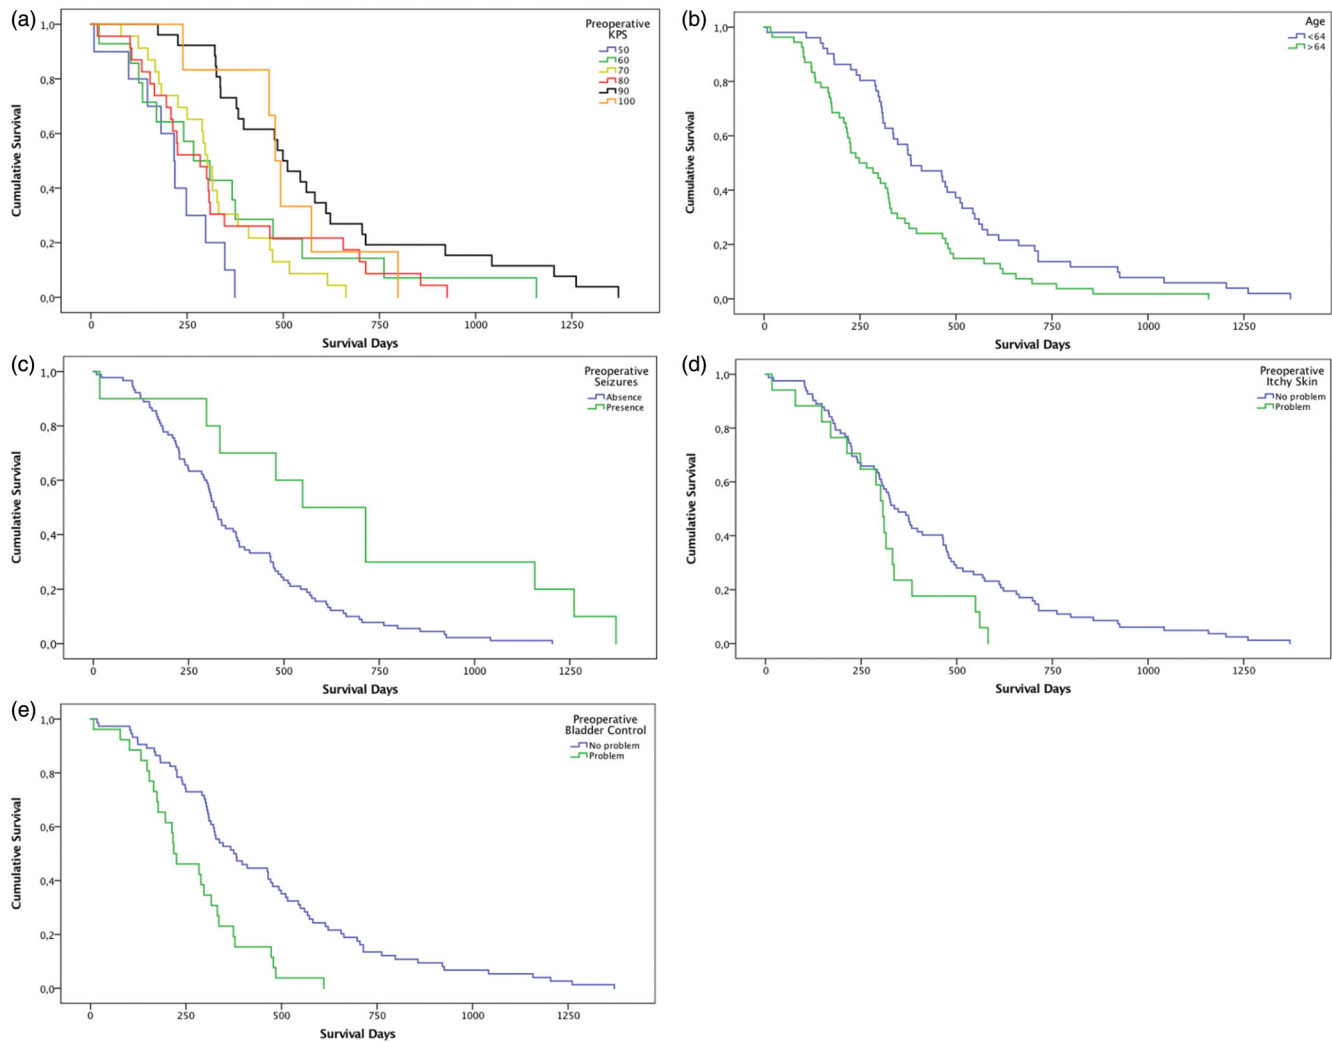 (a)
Preoperative
KPS
50
60
70
80
90
100
1,0
0,8
0,6
0,4
0,2
0,0
Cumulative Survival
0 250 500 750 1000 1250
Survival Days
(b)
Age
<64
>64
1,0
0,8
0,6
0,4
0,2
0,0
Cumulative Survival
0 250 500 750 1000 1250
Survival Days
(c)
Preoperative
Seizures
Absence
Presence
1,0
0,8
0,6
0,4
0,2
0,0
Cumulative Survival
0 250 500 750 1000 1250
Survival Days
(d)
Preoperative
Itchy Skin
No problem
Problem
1,0
0,8
0,6
0,4
0,2
0,0
Cumulative Survival
0 250 500 750 1000 1250
Survival Days
(e)
Preoperative
Bladder Control
No problem
Problem
1,0
0,8
0,6
0,4
0,2
0,0
Cumulative Survival
0 250 500 750 1000 1250
Survival Days